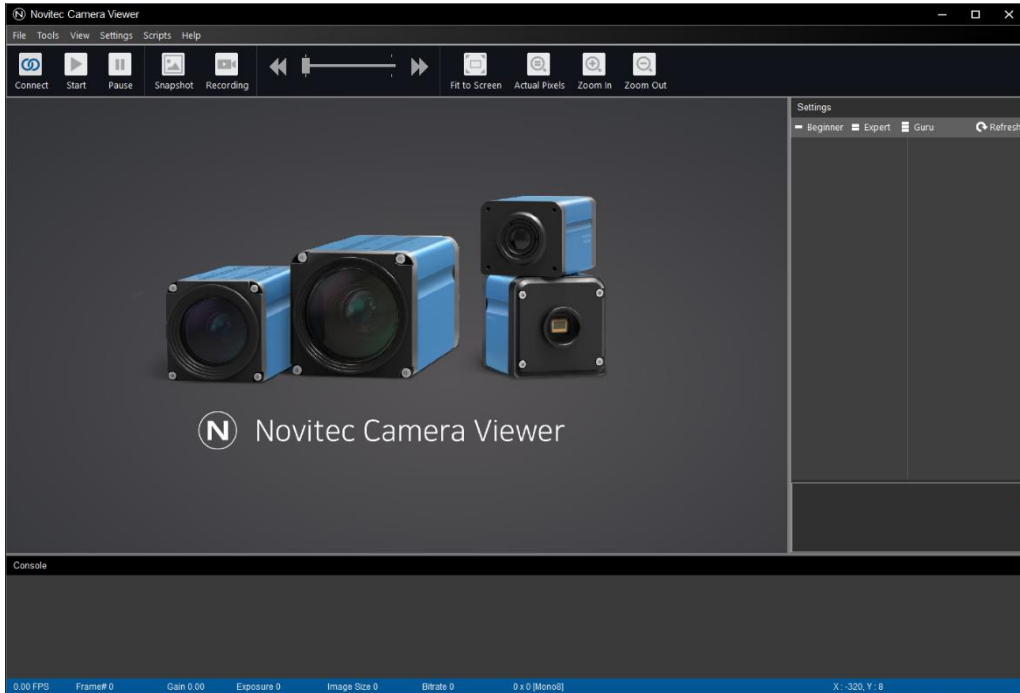 Novitec Camera Viewer
File Tools View Settings Scripts Help
Connect Start Pause Snapshot Recording Fit to Screen Actual Pixels Zoom In Zoom Out
Settings
Beginner Expert Guru Refresh
N Novitec Camera Viewer
Console
0.00 FPS Frame# 0 Gain 0.00 Exposure 0 Image Size 0 Bitrate 0 0 x 0 [Mono8] X : -320, Y : 8